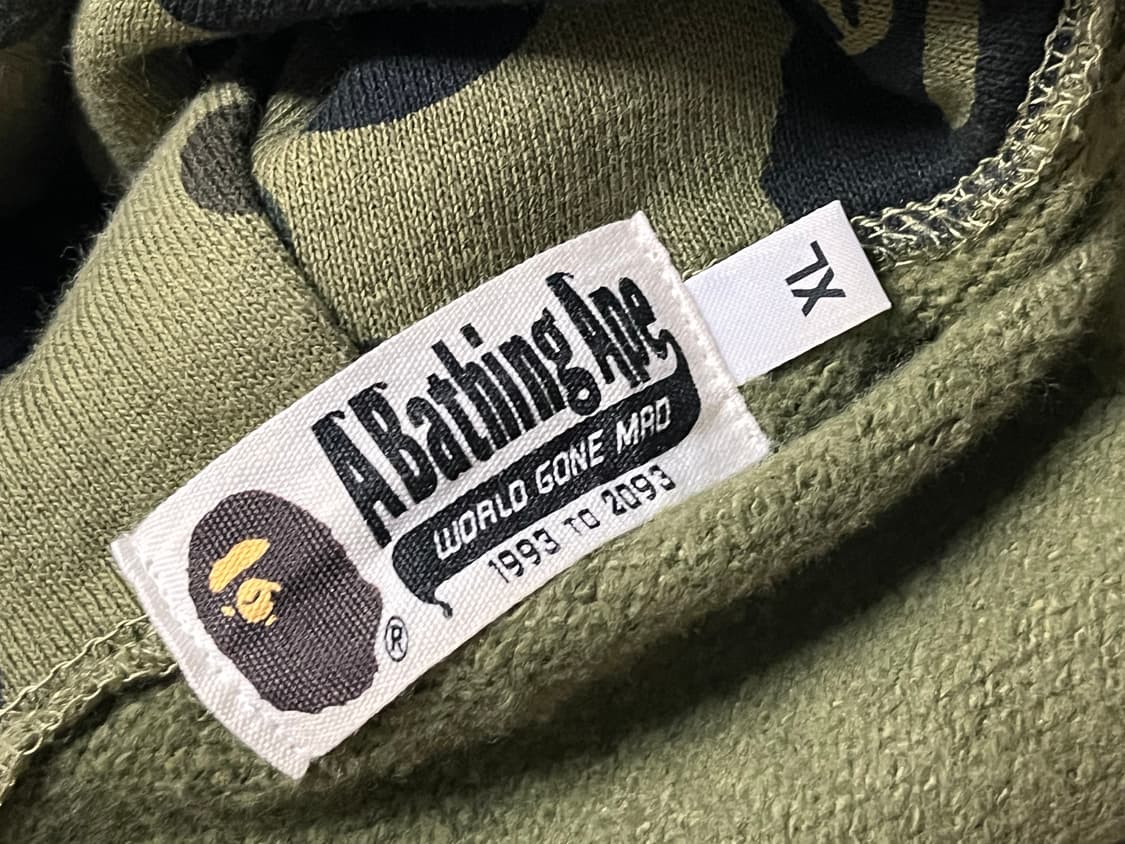 A Bathing Ape
WORLD GONE MAD
1993 TO 2093
®
XL